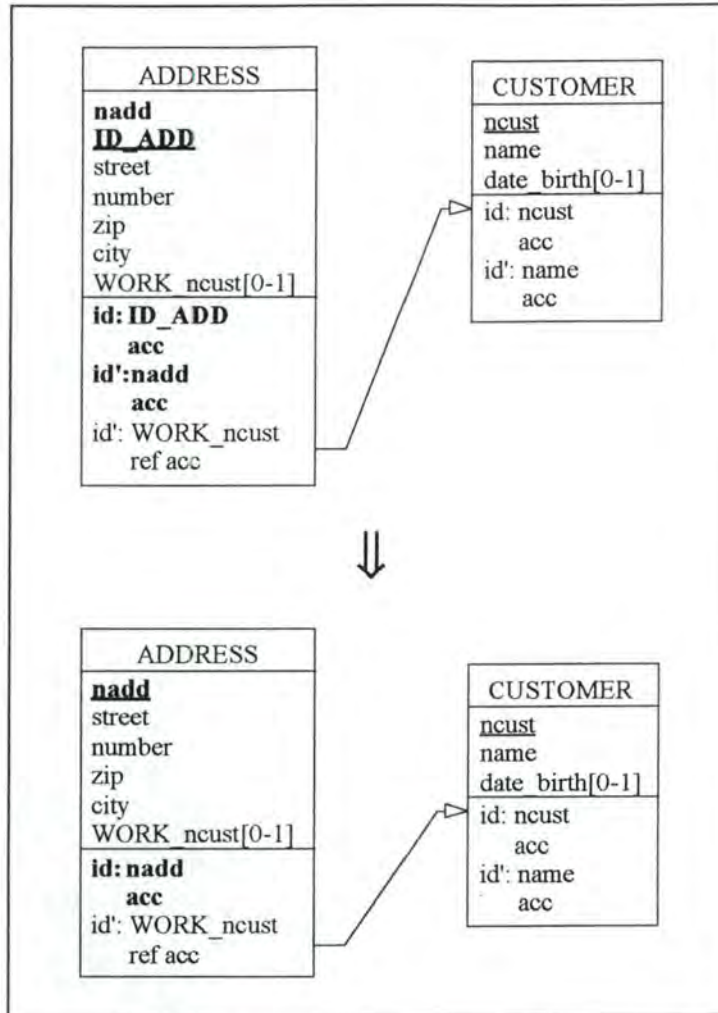 ADDRESS
nadd
ID_ADD
street
number
zip
city
WORK_ncust[0-1]
id: ID_ADD
acc
id':nadd
acc
id': WORK_ncust
ref acc
CUSTOMER
ncust
name
date_birth[0-1]
id: ncust
acc
id': name
acc
ADDRESS
nadd
street
number
zip
city
WORK_ncust[0-1]
id: nadd
acc
id': WORK_ncust
ref acc
CUSTOMER
ncust
name
date_birth[0-1]
id: ncust
acc
id': name
acc